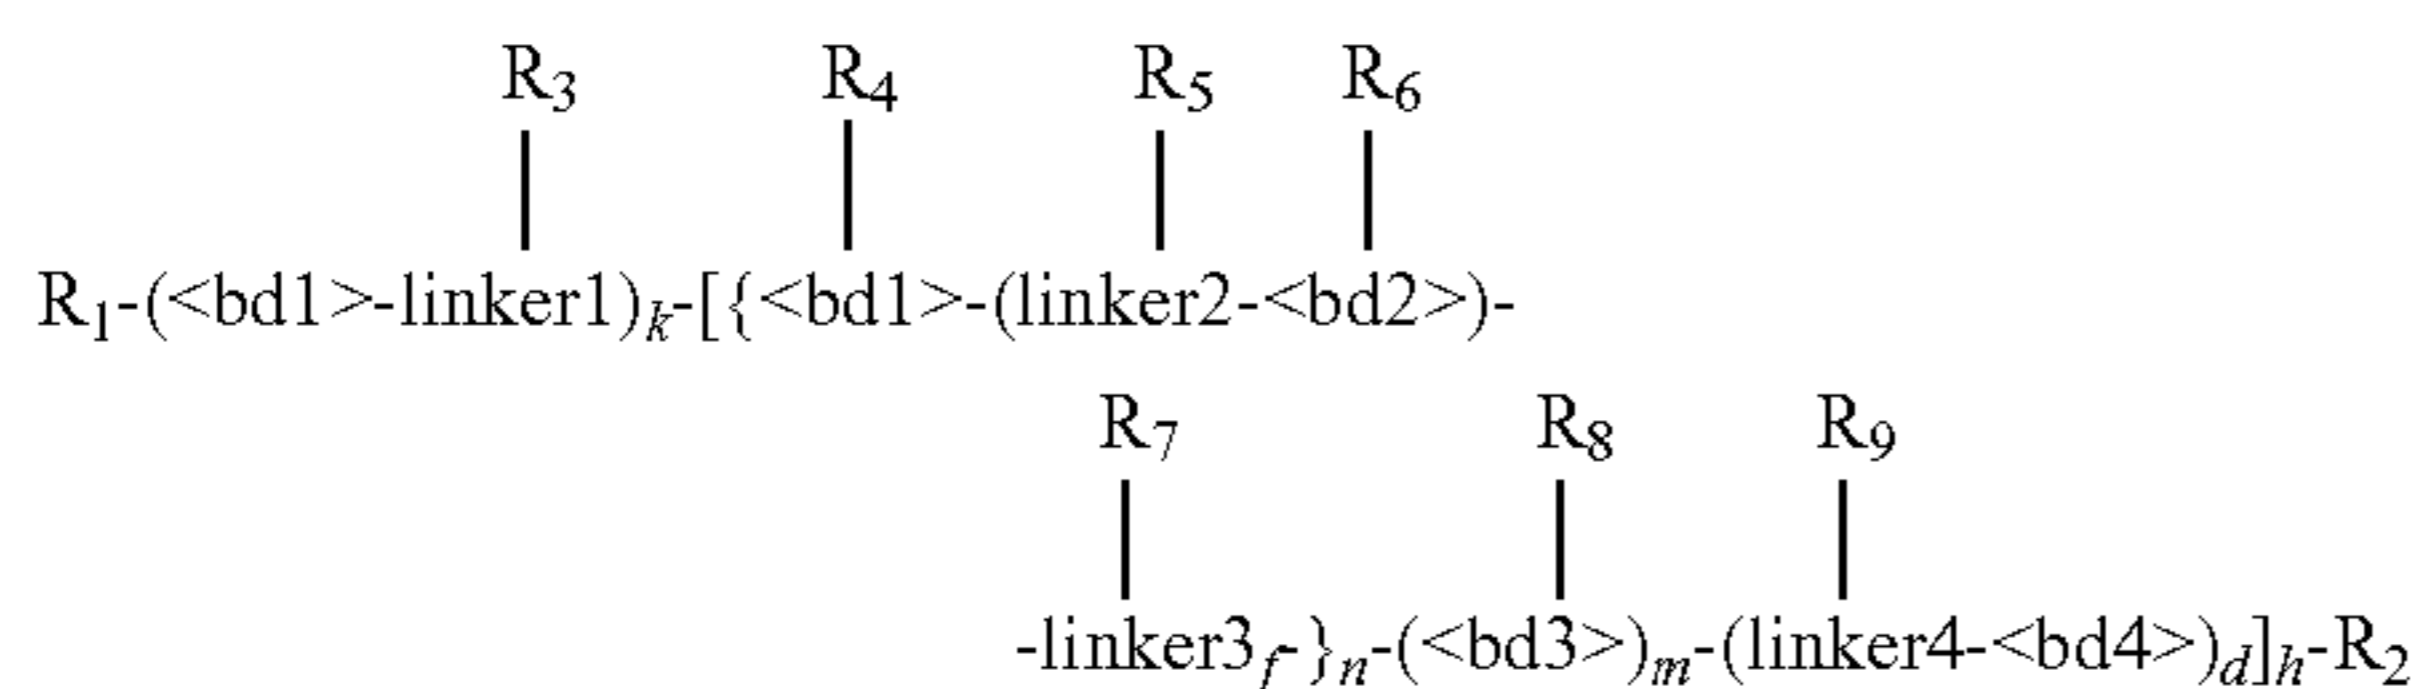 R3 R4 R5 R6
R1-(<bd1>-linker1)k-[{<bd1>-(linker2-<bd2>)-
R7 R8 R9
-linker3f-}n-(<bd3>)m-(linker4-<bd4>)d]h-R2